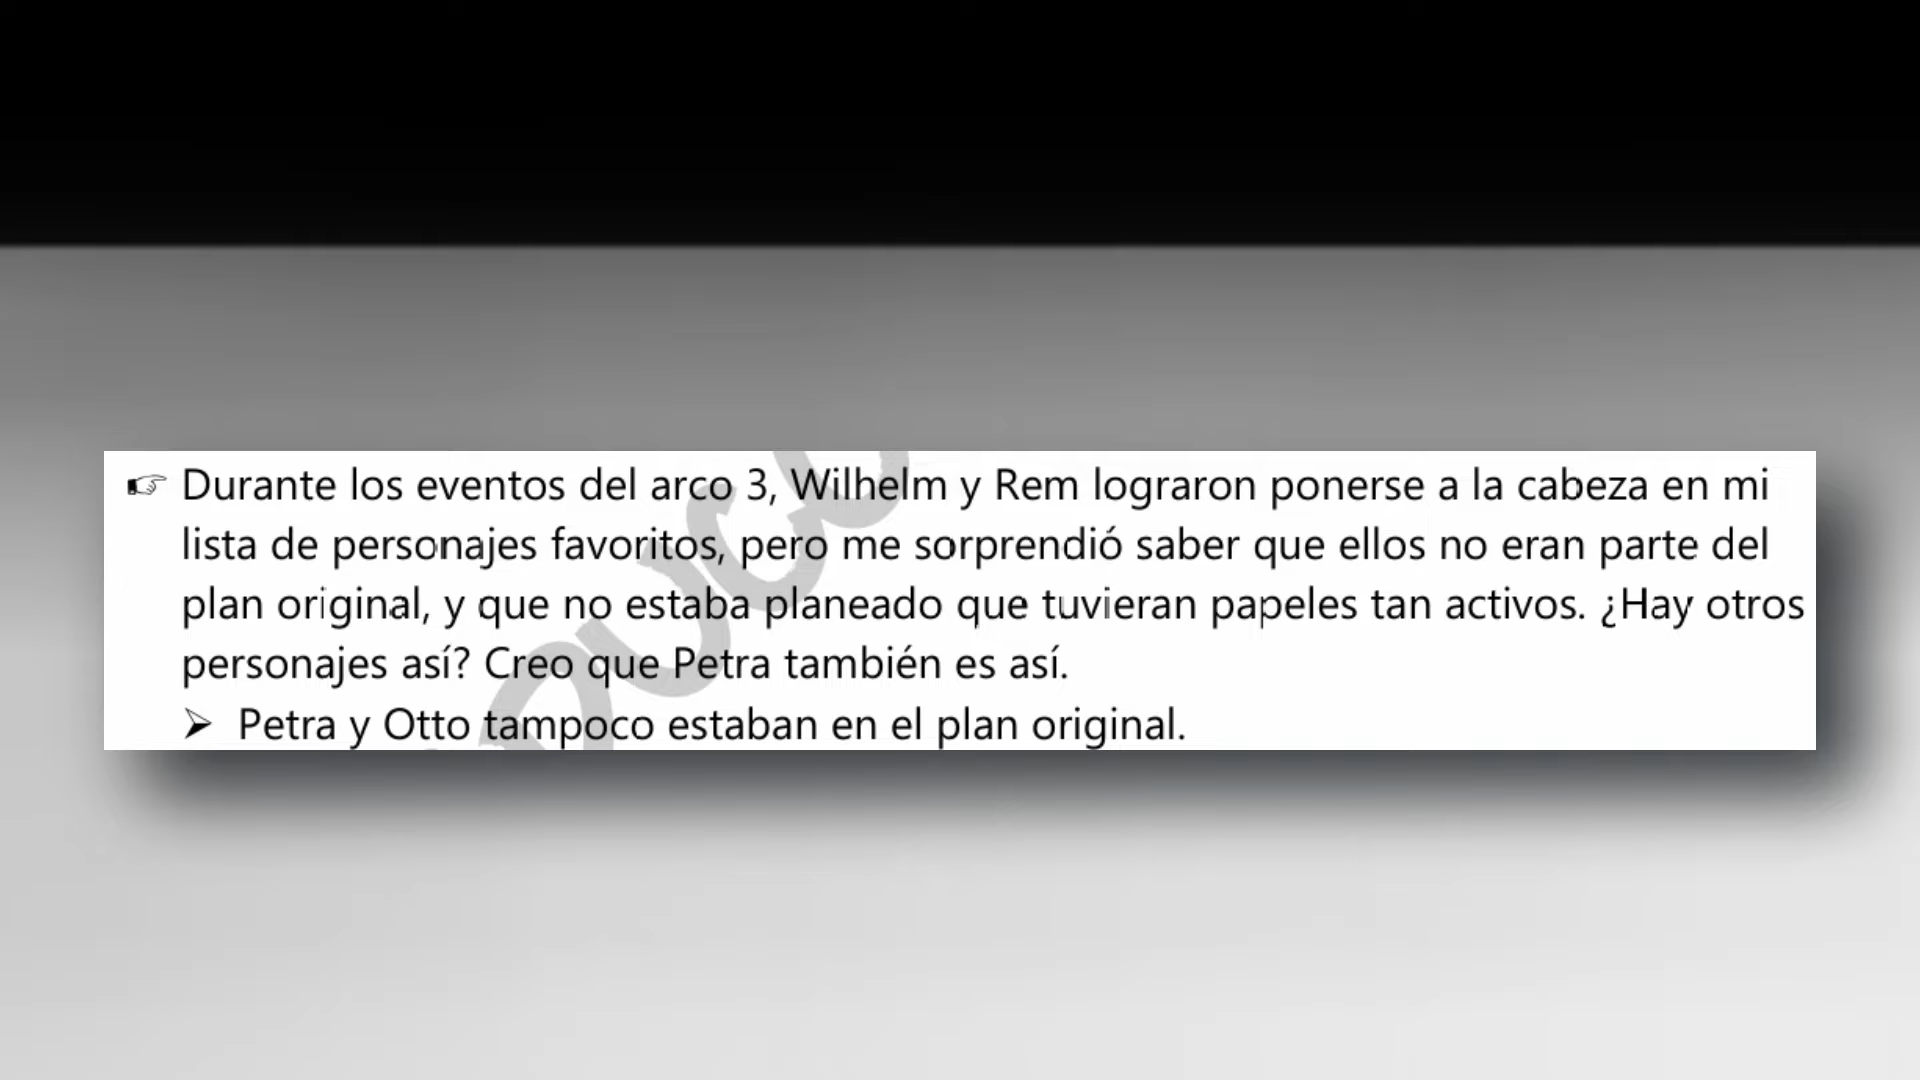 ☞ Durante los eventos del arco 3, Wilhelm y Rem lograron ponerse a la cabeza en mi
lista de personajes favoritos, pero me sorprendió saber que ellos no eran parte del
plan original, y que no estaba planeado que tuvieran papeles tan activos. ¿Hay otros
personajes así? Creo que Petra también es así.
➢ Petra y Otto tampoco estaban en el plan original.